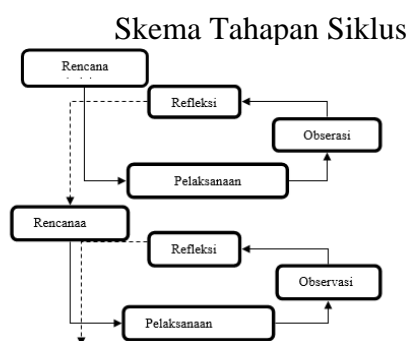 Skema Tahapan Siklus
Rencana
Refleksi
Obserasi
Pelaksanaan
Rencanaa
Refleksi
Observasi
Pelaksanaan